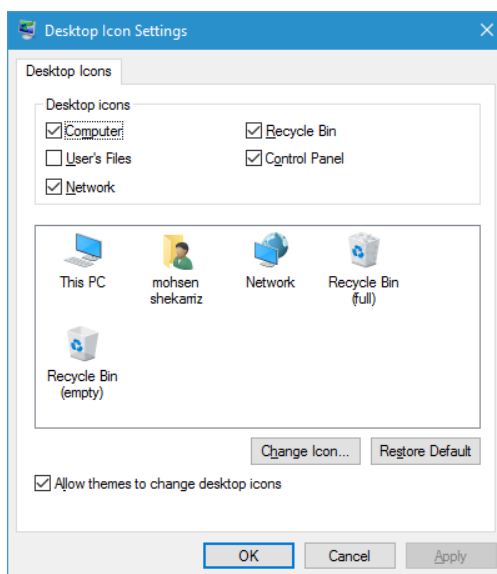 Desktop Icon Settings
Desktop Icons
Desktop icons
Computer
Recycle Bin
User's Files
Control Panel
Network
This PC
mohsen
shekarriz
Network
Recycle Bin
(full)
Recycle Bin
(empty)
Change Icon...
Restore Default
Allow themes to change desktop icons
OK
Cancel
Apply